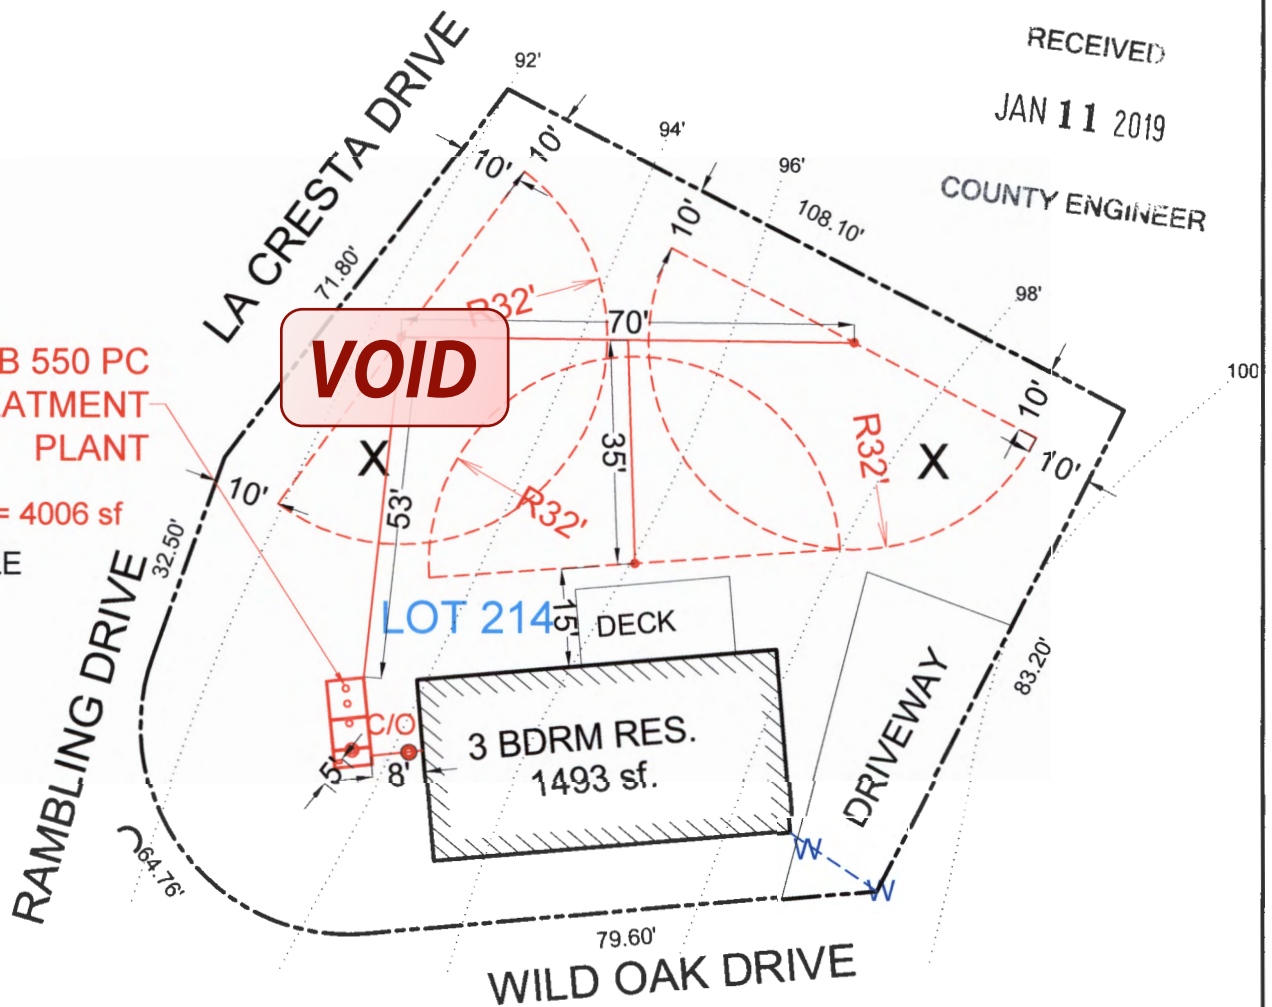 RECEIVED
JAN 11 2019
COUNTY ENGINEER
92'
94'
96'
98'
100
108.10'
LA CRESTA DRIVE
71.80'
10'
10'
10'
R32'
70'
VOID
B 550 PC
ATMENT
PLANT
= 4006 sf
LE
X
X
10'
10'
10'
R32'
R32'
35'
53'
32.50'
RAMBLING DRIVE
LOT 214
15'
DECK
C/O
5'
8'
3 BDRM RES.
1493 sf.
DRIVEWAY
83.20'
W
W
64.76'
79.60'
WILD OAK DRIVE